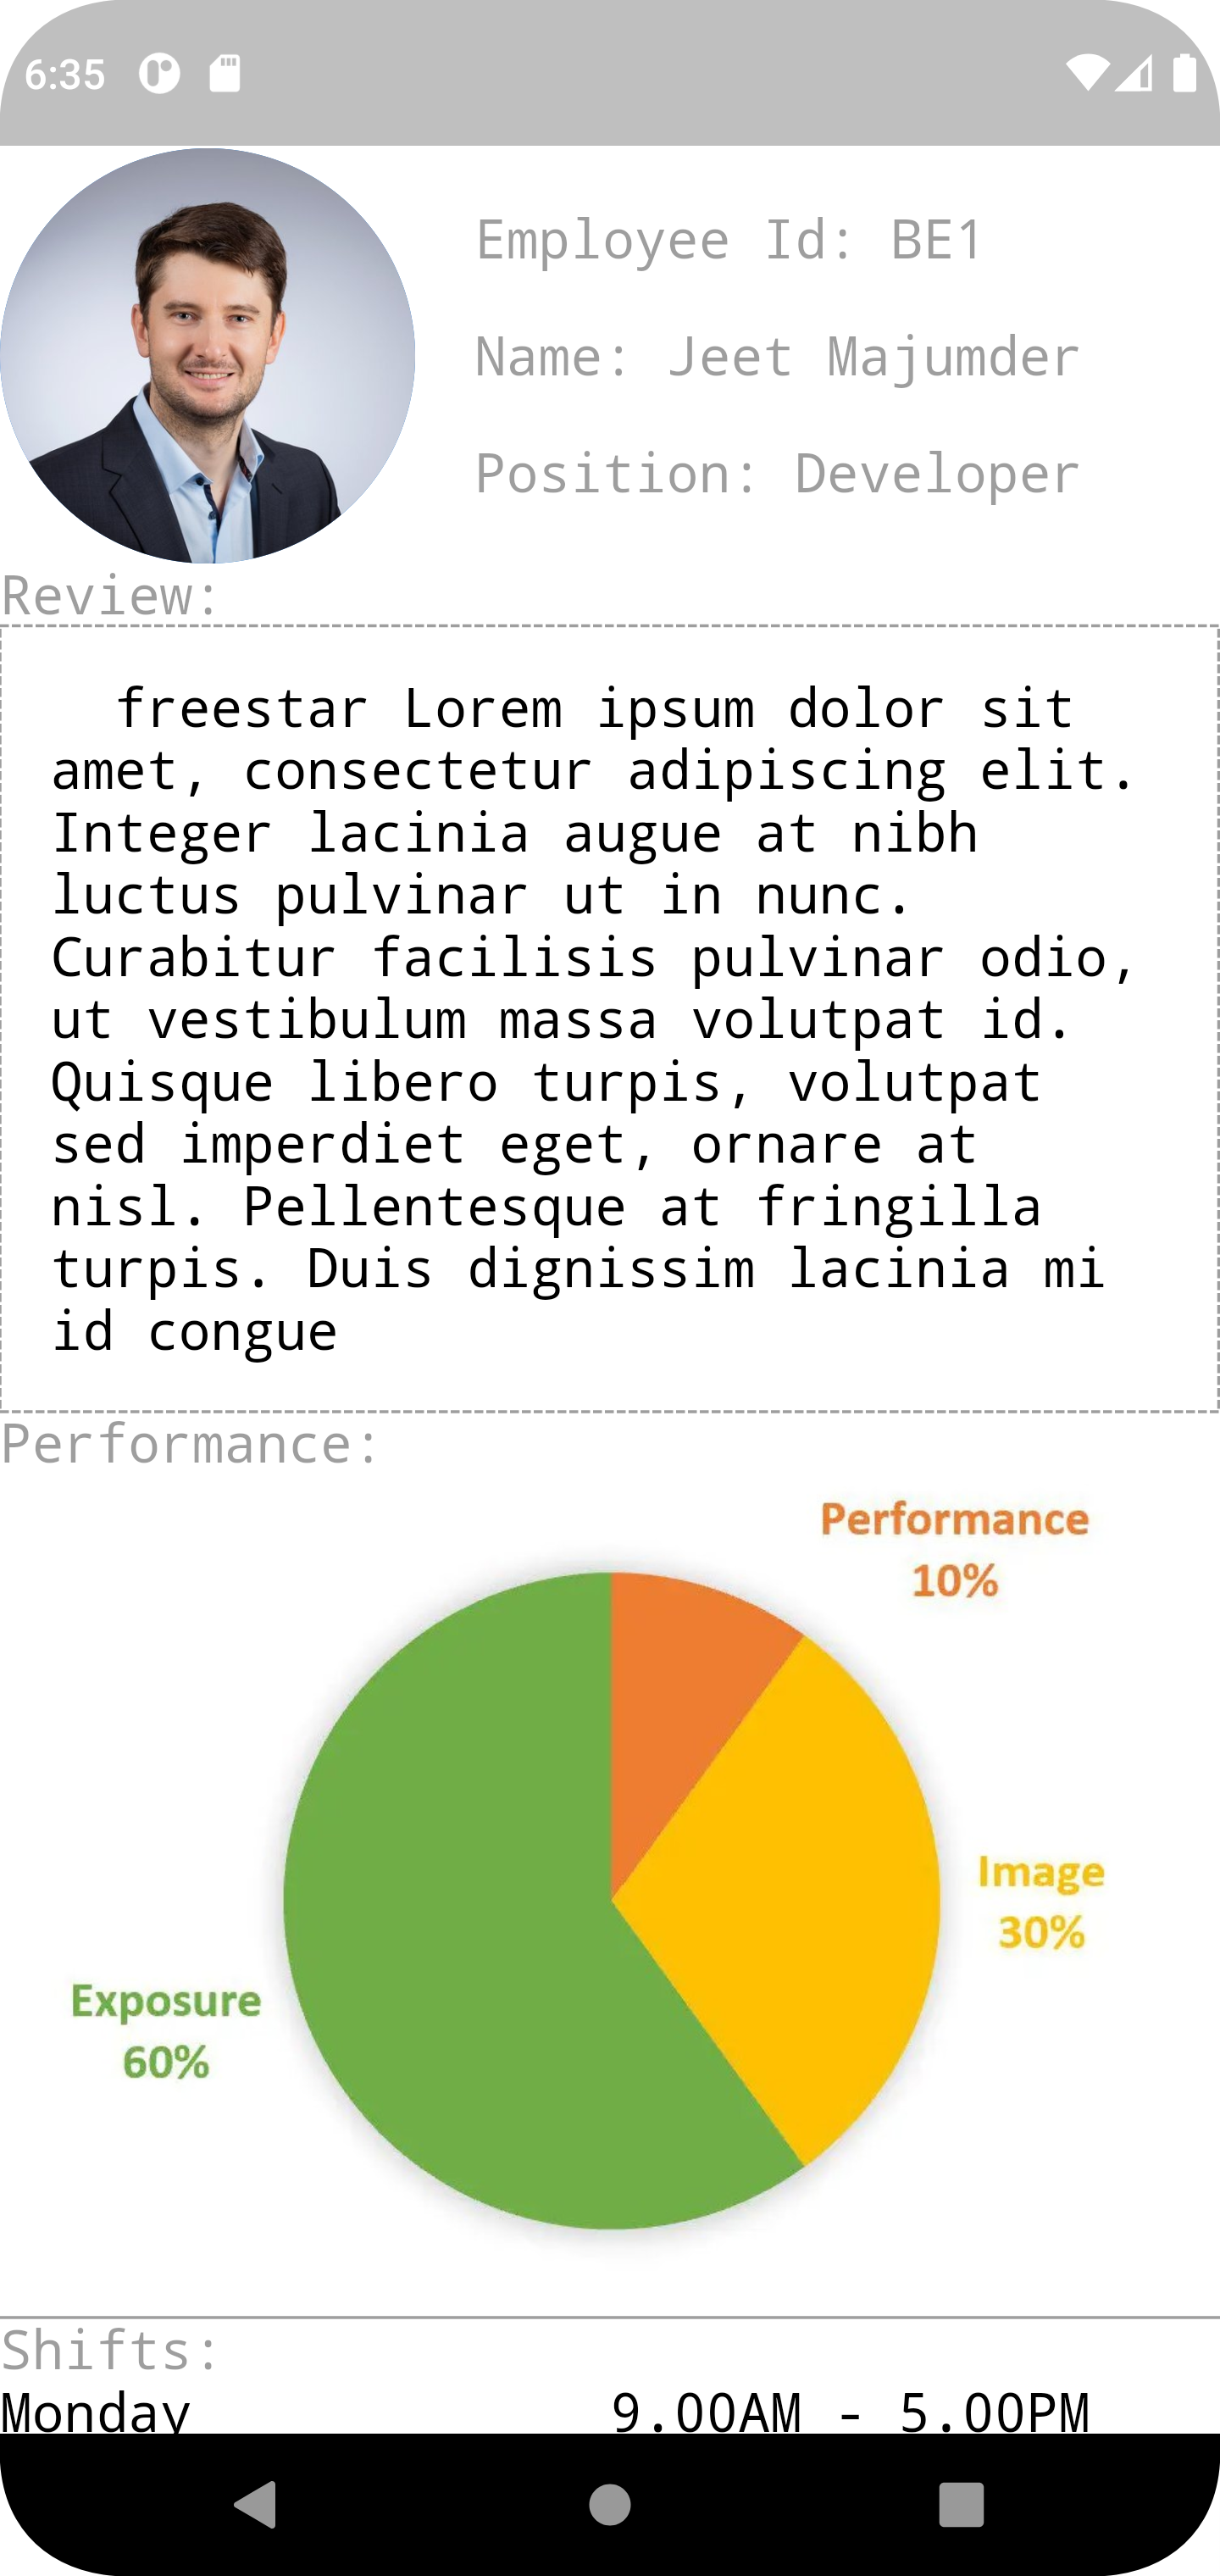 6:35
Employee Id: BE1
Name: Jeet Majumder
Position: Developer
Review:
freestar Lorem ipsum dolor sit
amet, consectetur adipiscing elit.
Integer lacinia augue at nibh
luctus pulvinar ut in nunc.
Curabitur facilisis pulvinar odio,
ut vestibulum massa volutpat id.
Quisque libero turpis, volutpat
sed imperdiet eget, ornare at
nisl. Pellentesque at fringilla
turpis. Duis dignissim lacinia mi
id congue
Performance:
Performance
10%
Image
30%
Exposure
60%
Shifts:
Monday 9.00AM - 5.00PM